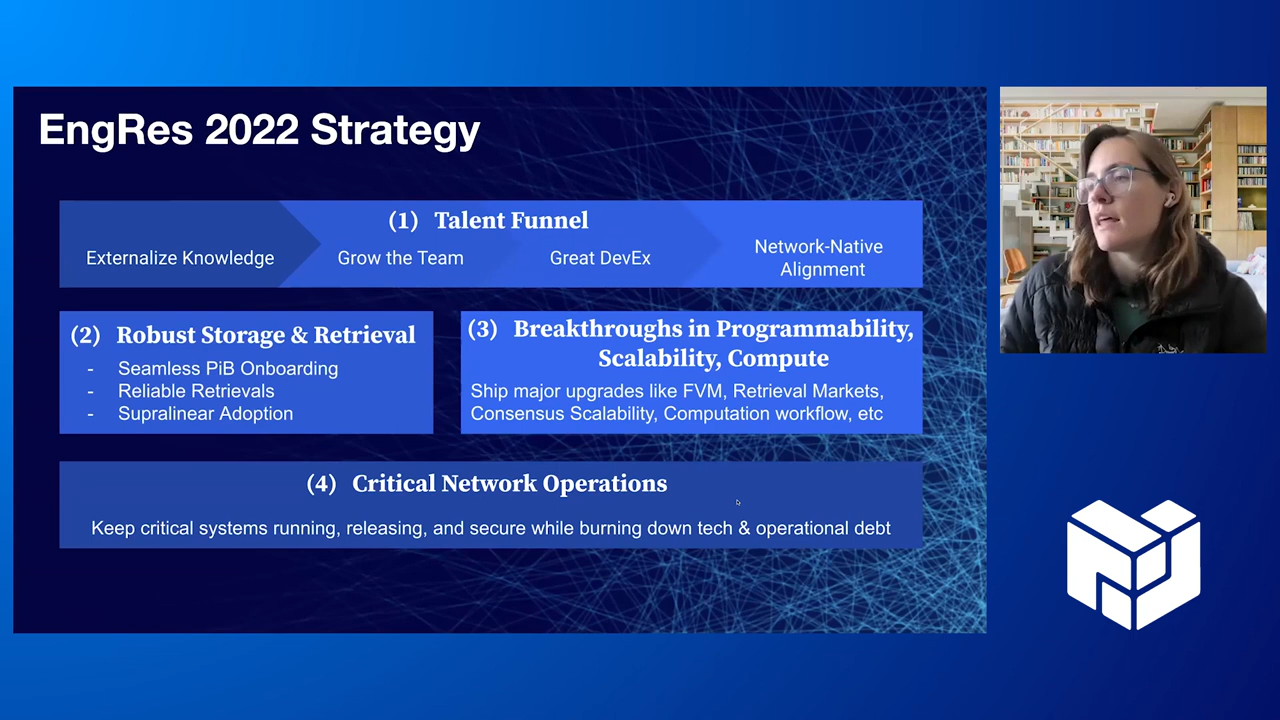 EngRes 2022 Strategy
(1) Talent Funnel
Externalize Knowledge
Grow the Team
Great DevEx
Network-Native
Alignment
(2) Robust Storage & Retrieval
- Seamless PiB Onboarding
- Reliable Retrievals
- Supralinear Adoption
(3) Breakthroughs in Programmability,
Scalability, Compute
Ship major upgrades like FVM, Retrieval Markets,
Consensus Scalability, Computation workflow, etc
(4) Critical Network Operations
Keep critical systems running, releasing, and secure while burning down tech & operational debt